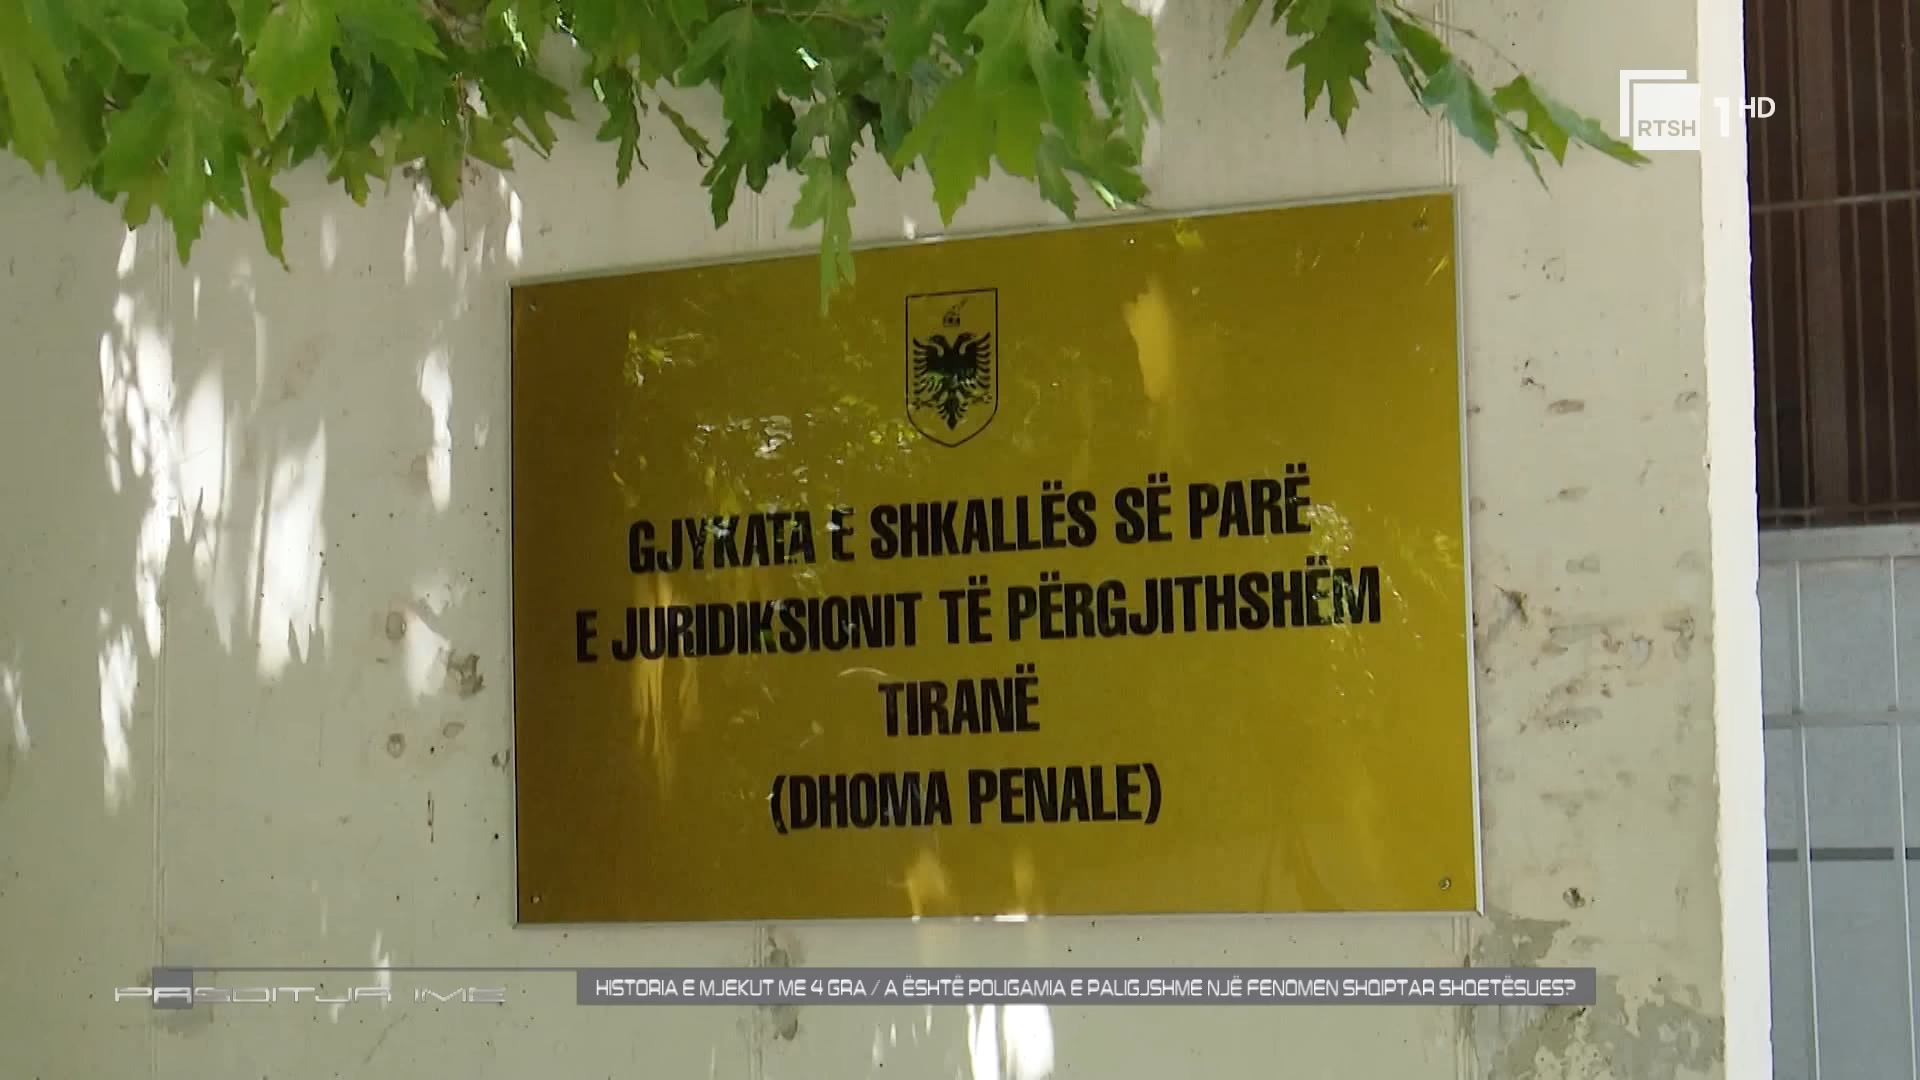 RTSH 1 HD
GJYKATA E SHKALLËS SË PARË
E JURIDIKSIONIT TË PËRGJITHSHËM
TIRANË
(DHOMA PENALE)
PASDITJA IME
HISTORIA E MJEKUT ME 4 GRA / A ËSHTË POLIGAMIA E PALIGJSHME NJË FENOMEN SHQIPTAR SHQETËSUES?